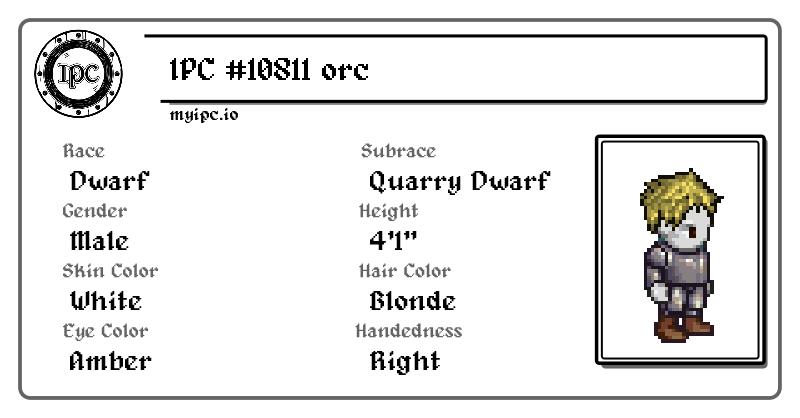 IPC
IPC #10811 orc
myipc.io
Race
Subrace
Dwarf
Quarry Dwarf
Gender
Height
Male
4'1"
Skin Color
Hair Color
White
Blonde
Eye Color
Handedness
Amber
Right